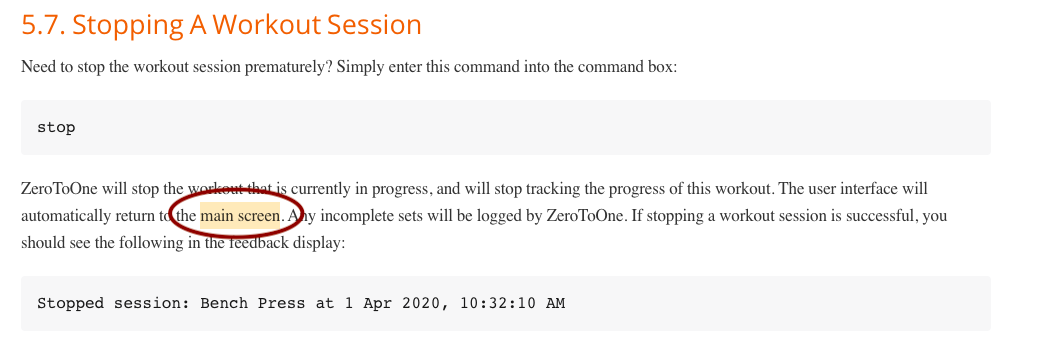 5.7. Stopping A Workout Session
Need to stop the workout session prematurely? Simply enter this command into the command box:
stop
ZeroToOne will stop the workout that is currently in progress, and will stop tracking the progress of this workout. The user interface will
automatically return to the main screen. Any incomplete sets will be logged by ZeroToOne. If stopping a workout session is successful, you
should see the following in the feedback display:
Stopped session: Bench Press at 1 Apr 2020, 10:32:10 AM